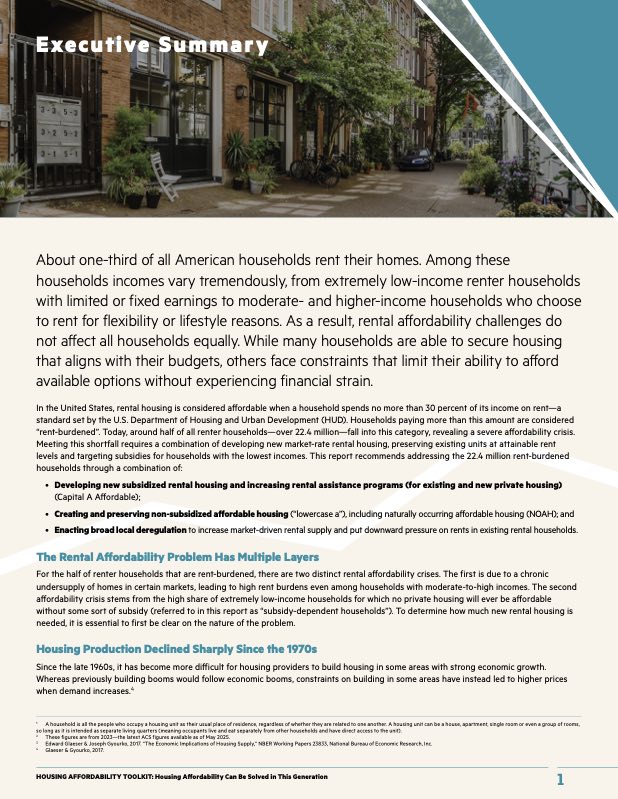 Executive Summary
3 - 3
5 - 3
3 - 2
5 - 2
3 - 1
5 - 1
About one-third of all American households rent their homes. Among these
households incomes vary tremendously, from extremely low-income renter households
with limited or fixed earnings to moderate- and higher-income households who choose
to rent for flexibility or lifestyle reasons. As a result, rental affordability challenges do
not affect all households equally. While many households are able to secure housing
that aligns with their budgets, others face constraints that limit their ability to afford
available options without experiencing financial strain.
In the United States, rental housing is considered affordable when a household spends no more than 30 percent of its income on rent—a
standard set by the U.S. Department of Housing and Urban Development (HUD). Households paying more than this amount are considered
“rent-burdened”. Today, around half of all renter households—over 22.4 million—fall into this category, revealing a severe affordability crisis.
Meeting this shortfall requires a combination of developing new market-rate rental housing, preserving existing units at attainable rent
levels and targeting subsidies for households with the lowest incomes. This report recommends addressing the 22.4 million rent-burdened
households through a combination of:
• Developing new subsidized rental housing and increasing rental assistance programs (for existing and new private housing)
(Capital A Affordable);
• Creating and preserving non-subsidized affordable housing (“lowercase a”), including naturally occurring affordable housing (NOAH); and
• Enacting broad local deregulation to increase market-driven rental supply and put downward pressure on rents in existing rental households.
The Rental Affordability Problem Has Multiple Layers
For the half of renter households that are rent-burdened, there are two distinct rental affordability crises. The first is due to a chronic
undersupply of homes in certain markets, leading to high rent burdens even among households with moderate-to-high incomes. The second
affordability crisis stems from the high share of extremely low-income households for which no private housing will ever be affordable
without some sort of subsidy (referred to in this report as “subsidy-dependent households”). To determine how much new rental housing is
needed, it is essential to first be clear on the nature of the problem.
Housing Production Declined Sharply Since the 1970s
Since the late 1960s, it has become more difficult for housing providers to build housing in some areas with strong economic growth.
Whereas previously building booms would follow economic booms, constraints on building in some areas have instead led to higher prices
when demand increases.4
A household is all the people who occupy a housing unit as their usual place of residence, regardless of whether they are related to one another. A housing unit can be a house, apartment, single room or even a group of rooms,
so long as it is intended as separate living quarters (meaning occupants live and eat separately from other households and have direct access to the unit).
2 These figures are from 2023—the latest ACS figures available as of May 2025.
3 Edward Glaeser & Joseph Gyourko, 2017. "The Economic Implications of Housing Supply," NBER Working Papers 23833, National Bureau of Economic Research, Inc.
4 Glaeser & Gyourko, 2017.
HOUSING AFFORDABILITY TOOLKIT: Housing Affordability Can Be Solved in This Generation
1